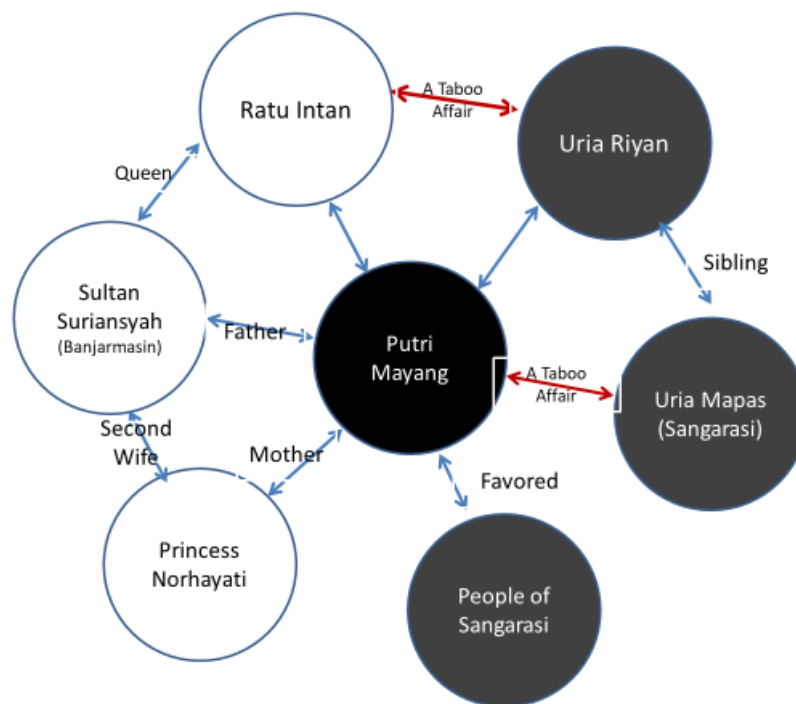 Ratu Intan
A Taboo
Affair
Uria Riyan
Queen
Sultan
Suriansyah
(Banjarmasin)
Father
Putri
Mayang
Sibling
A Taboo
Affair
Uria Mapas
(Sangarasi)
Second
Wife
Mother
Favored
Princess
Norhayati
People of
Sangarasi